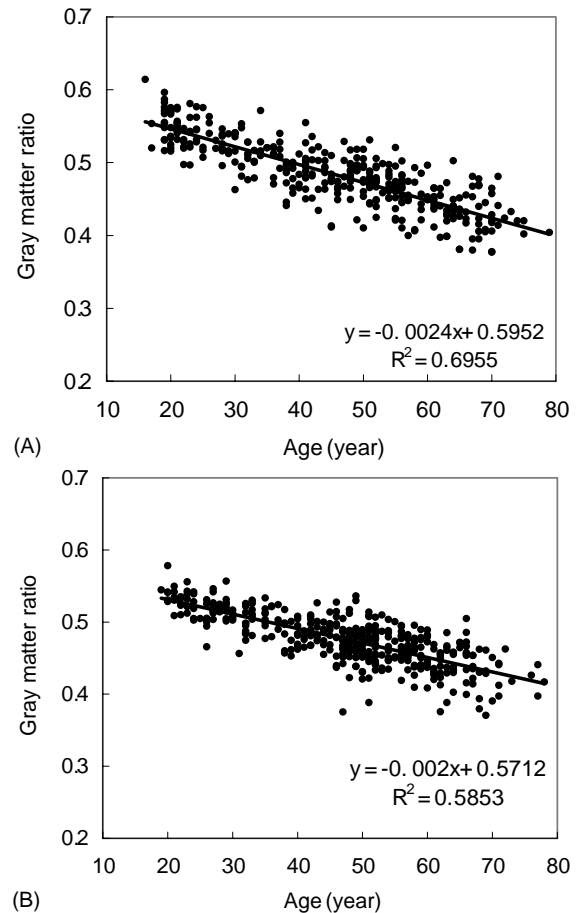 0.7
0.6
0.5
0.4
0.3
0.2
Gray matter ratio
y = -0.0024x + 0.5952
R² = 0.6955
10 20 30 40 50 60 70 80
(A)
Age (year)
0.7
0.6
0.5
0.4
0.3
0.2
Gray matter ratio
y = -0.002x + 0.5712
R² = 0.5853
10 20 30 40 50 60 70 80
(B)
Age (year)